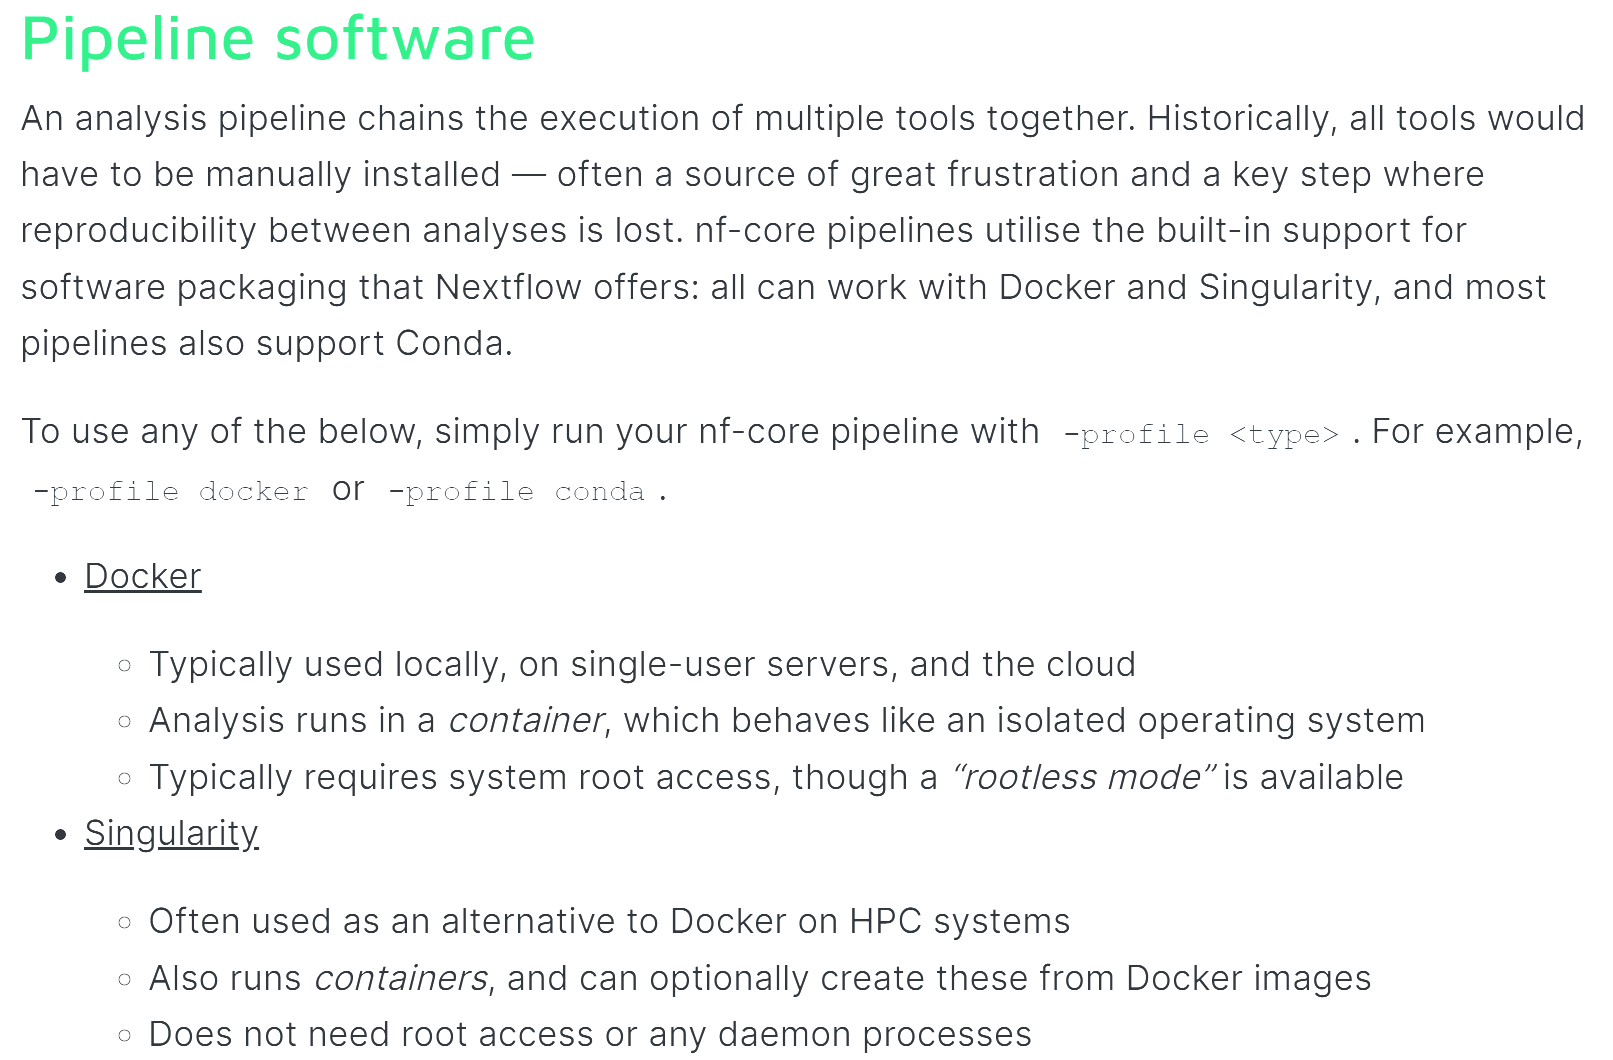 Pipeline software
An analysis pipeline chains the execution of multiple tools together. Historically, all tools would
have to be manually installed — often a source of great frustration and a key step where
reproducibility between analyses is lost. nf-core pipelines utilise the built-in support for
software packaging that Nextflow offers: all can work with Docker and Singularity, and most
pipelines also support Conda.
To use any of the below, simply run your nf-core pipeline with -profile <type> . For example,
-profile docker or -profile conda .
• Docker
◦ Typically used locally, on single-user servers, and the cloud
◦ Analysis runs in a container, which behaves like an isolated operating system
◦ Typically requires system root access, though a “rootless mode” is available
• Singularity
◦ Often used as an alternative to Docker on HPC systems
◦ Also runs containers, and can optionally create these from Docker images
◦ Does not need root access or any daemon processes